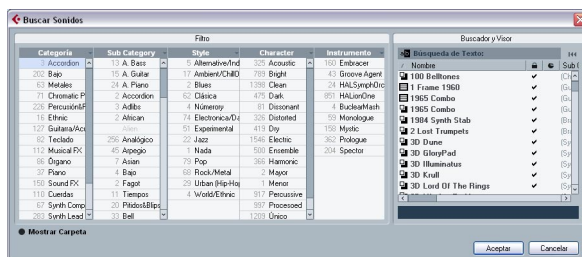 Buscar Sonidos
Filtro
Categoría Sub Category Style Character Instrumento
3 Accordion 13 A. Bass 5 Alternative/Ind 325 Acoustic 160 Embracer
202 Bajo 15 A. Guitar 17 Ambient/ChillO 789 Bright 43 Groove Agent
63 Metales 24 A. Piano 2 Blues 1398 Clean 24 HALSymphOrc
71 Chromatic P 2 Accordion 62 Clásica 475 Dark 851 HALionOne
226 Percusión&F 3 Adlibs 4 Númerosy 81 Dissonant 4 BuclearMash
16 Ethnic 2 African 74 Electronica/Da 326 Distorted 59 Monologue
127 Guitarra/Aco Alien 51 Experimental 419 Dry 158 Mystic
82 Teclado 256 Analógico 22 Jazz 1546 Electric 362 Prologue
112 Musical FX 45 Arpegio 1 Nada 500 Ensemble 204 Spector
86 Órgano 7 Asian 79 Pop 366 Harmonic
37 Piano 4 Bajo 68 Rock/Metal 2 Mayor
150 Sound FX 2 Fagot 29 Urban (Hip-Hop 1 Menor
110 Cuerdas 11 Tiempos 4 World/Ethnic 917 Percussive
67 Synth Comp 20 Pitidos&Blips 997 Procesoed
283 Synth Lead 33 Bell 1209 Único
Buscador y Visor
Búsqueda de Texto:
/ Nombre Sub
100 Belltones
1 Frame 1960
1965 Combo
1965 Combo
1984 Synth Stab
2 Lost Trumpets
3D Dune
3D GloryPad
3D Illuminatus
3D Krull
3D Lord Of The Rings
Mostrar Carpeta
Aceptar Cancelar